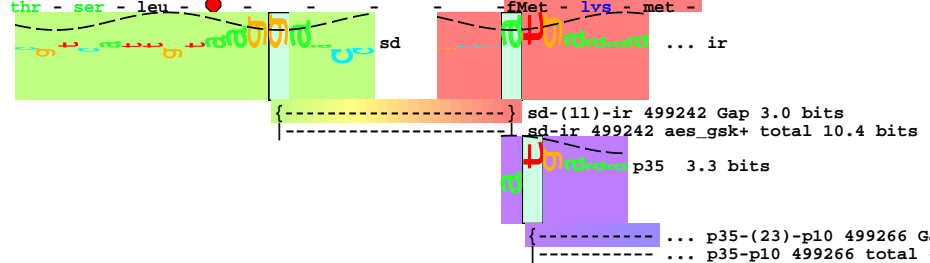 thr - ser - leu - - - - - - -fMet - lys - met -
sd
... ir
{-----------------------} sd-(11)-ir 499242 Gap 3.0 bits
|-----------------------| sd-ir 499242 aes_gsk+ total 10.4 bits
p35 3.3 bits
{------------ ... p35-(23)-p10 499266 G
|------------ ... p35-p10 499266 total